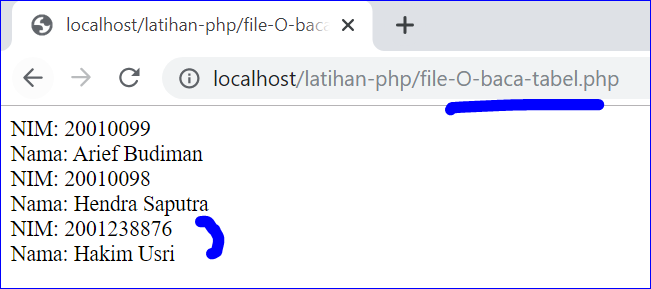 localhost/latihan-php/file-O-baca
localhost/latihan-php/file-O-baca-tabel.php
NIM: 20010099
Nama: Arief Budiman
NIM: 20010098
Nama: Hendra Saputra
NIM: 2001238876
Nama: Hakim Usri